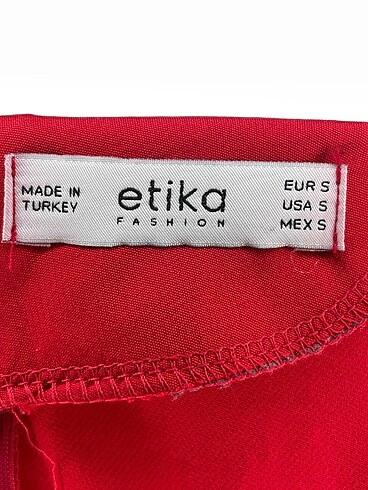 MADE IN
TURKEY
etika
FASHION
EUR S
USA S
MEX S